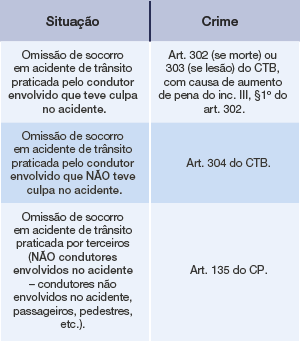 Situação
Crime
Omissão de socorro
em acidente de trânsito
praticada pelo condutor
envolvido que teve culpa
no acidente.
Art. 302 (se morte) ou
303 (se lesão) do CTB,
com causa de aumento
de pena do inc. III, §1º do
art. 302.
Omissão de socorro
em acidente de trânsito
praticada pelo condutor
envolvido que NÃO teve
culpa no acidente.
Art. 304 do CTB.
Omissão de socorro
em acidente de trânsito
praticada por terceiros
(NÃO condutores
envolvidos no acidente
– condutores não
envolvidos no acidente,
passageiros, pedestres,
etc.).
Art. 135 do CP.